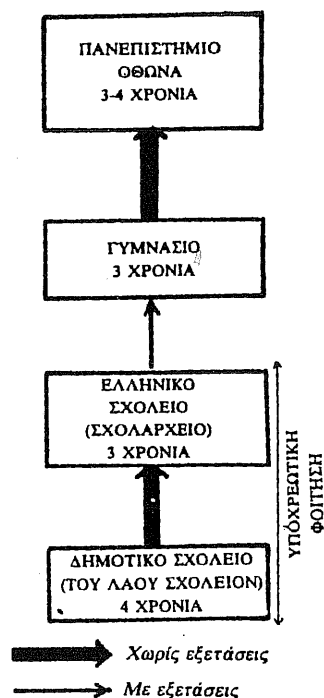 ΠΑΝΕΠΙΣΤΗΜΙΟ
ΟΘΩΝΑ
3-4 ΧΡΟΝΙΑ
ΓΥΜΝΑΣΙΟ
3 ΧΡΟΝΙΑ
ΕΛΛΗΝΙΚΟ
ΣΧΟΛΕΙΟ
(ΣΧΟΛΑΡΧΕΙΟ)
3 ΧΡΟΝΙΑ
ΔΗΜΟΤΙΚΟ ΣΧΟΛΕΙΟ
(ΤΟΥ ΛΑΟΥ ΣΧΟΛΕΙΟΝ)
4 ΧΡΟΝΙΑ
ΥΠΟΧΡΕΩΤΙΚΗ
ΦΟΙΤΗΣΗ
Χωρίς εξετάσεις
Με εξετάσεις